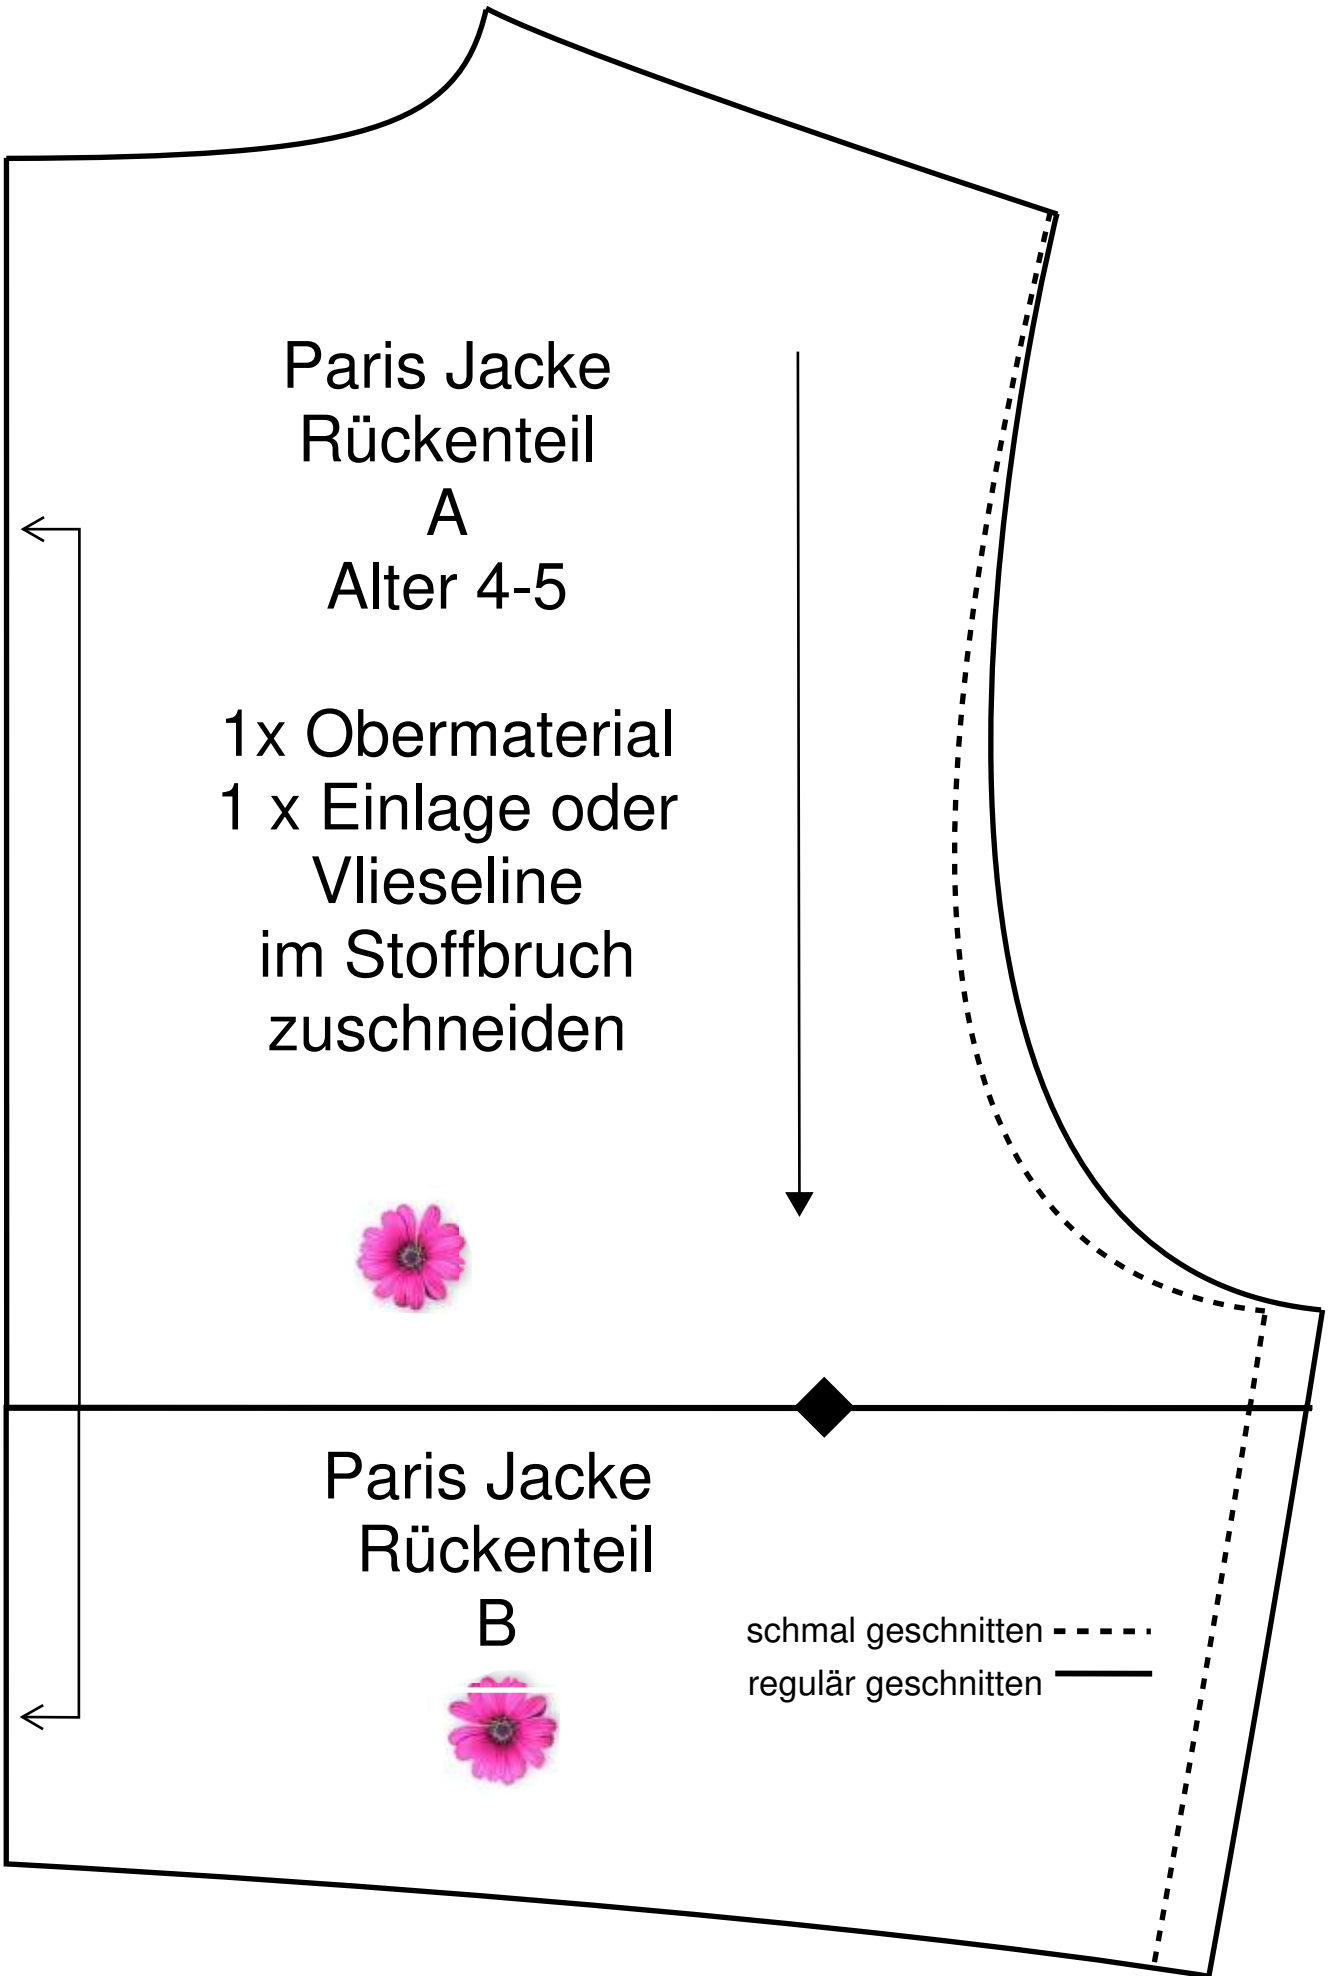 Paris Jacke
Rückenteil
A
Alter 4-5
1x Obermaterial
1 x Einlage oder
Vlieseline
im Stoffbruch
zuschneiden
Paris Jacke
Rückenteil
B
schmal geschnitten
regulär geschnitten